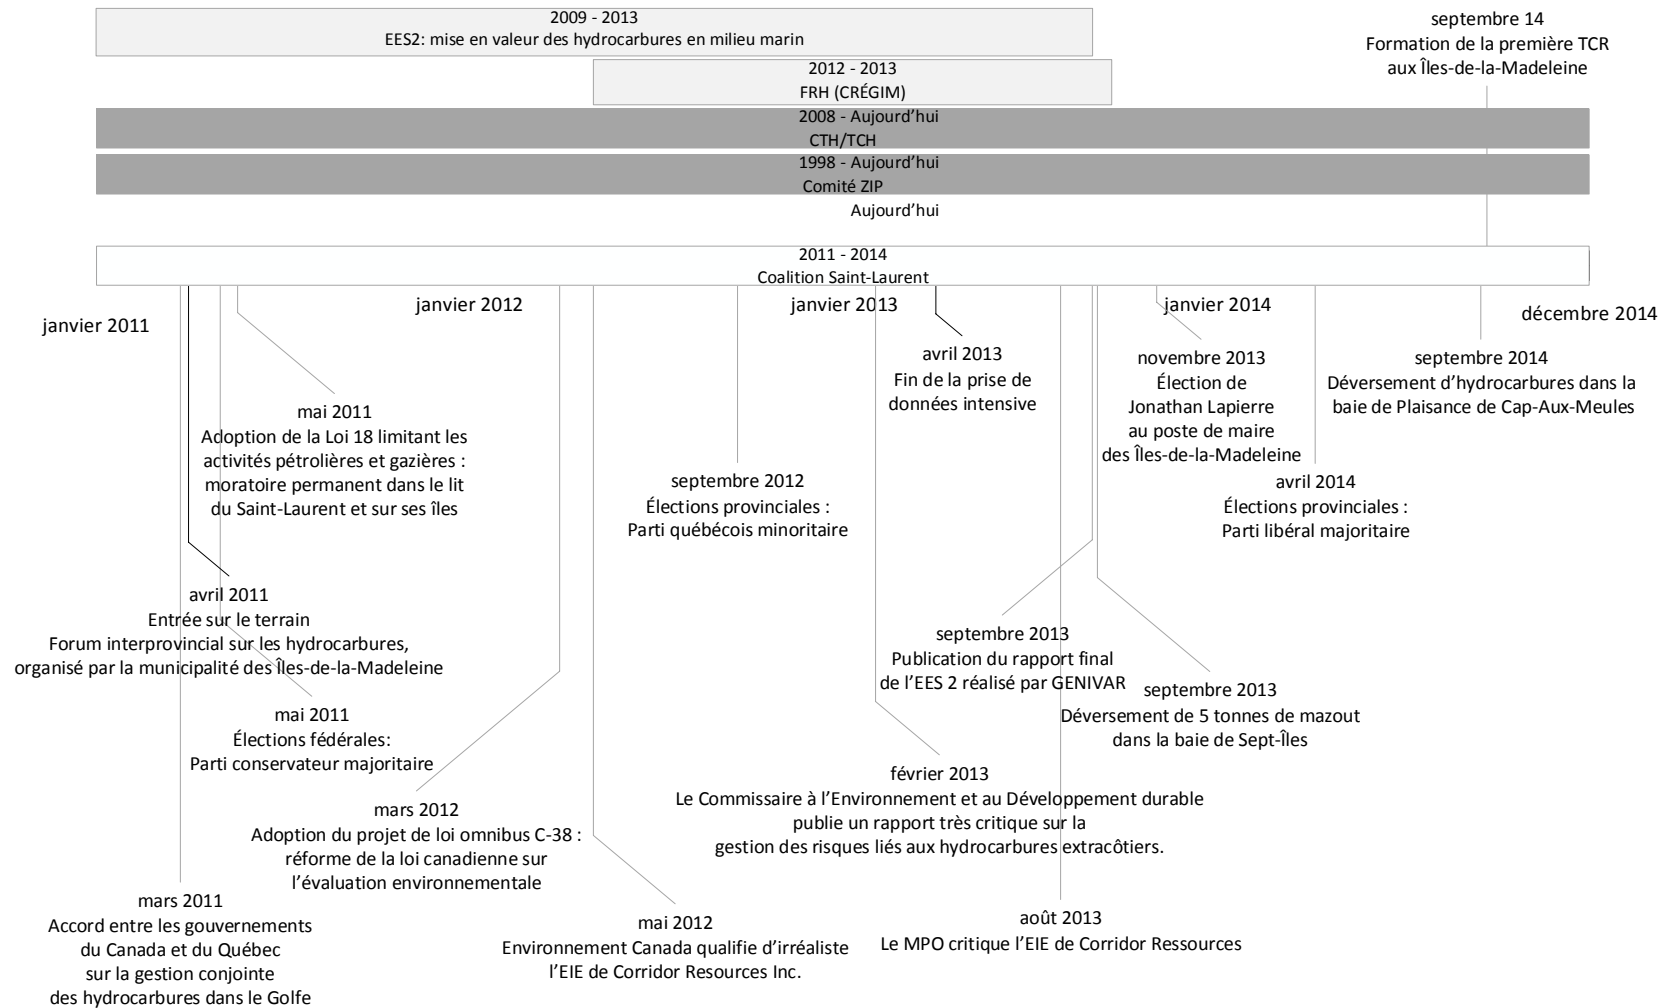 2009 - 2013
EES2: mise en valeur des hydrocarbures en milieu marin
septembre 14
Formation de la première TCR
aux Îles-de-la-Madeleine
2012 - 2013
FRH (CRÉGIM)
2008 - Aujourd’hui
CTH/TCH
1998 - Aujourd’hui
Comité ZIP
Aujourd’hui
2011 - 2014
Coalition Saint-Laurent
janvier 2011
janvier 2012
janvier 2013
janvier 2014
décembre 2014
avril 2013
Fin de la prise de
données intensive
novembre 2013
Élection de
Jonathan Lapierre
au poste de maire
des Îles-de-la-Madeleine
septembre 2014
Déversement d’hydrocarbures dans la
baie de Plaisance de Cap-Aux-Meules
mai 2011
Adoption de la Loi 18 limitant les
activités pétrolières et gazières :
moratoire permanent dans le lit
du Saint-Laurent et sur ses îles
septembre 2012
Élections provinciales :
Parti québécois minoritaire
avril 2014
Élections provinciales :
Parti libéral majoritaire
avril 2011
Entrée sur le terrain
Forum interprovincial sur les hydrocarbures,
organisé par la municipalité des Îles-de-la-Madeleine
septembre 2013
Publication du rapport final
de l’EES 2 réalisé par GENIVAR
septembre 2013
Déversement de 5 tonnes de mazout
dans la baie de Sept-Îles
mai 2011
Élections fédérales:
Parti conservateur majoritaire
février 2013
Le Commissaire à l’Environnement et au Développement durable
publie un rapport très critique sur la
gestion des risques liés aux hydrocarbures extracôtiers.
mars 2012
Adoption du projet de loi omnibus C-38 :
réforme de la loi canadienne sur
l’évaluation environnementale
mars 2011
Accord entre les gouvernements
du Canada et du Québec
sur la gestion conjointe
des hydrocarbures dans le Golfe
mai 2012
Environnement Canada qualifie d’irréaliste
l’EIE de Corridor Resources Inc.
août 2013
Le MPO critique l’EIE de Corridor Ressources